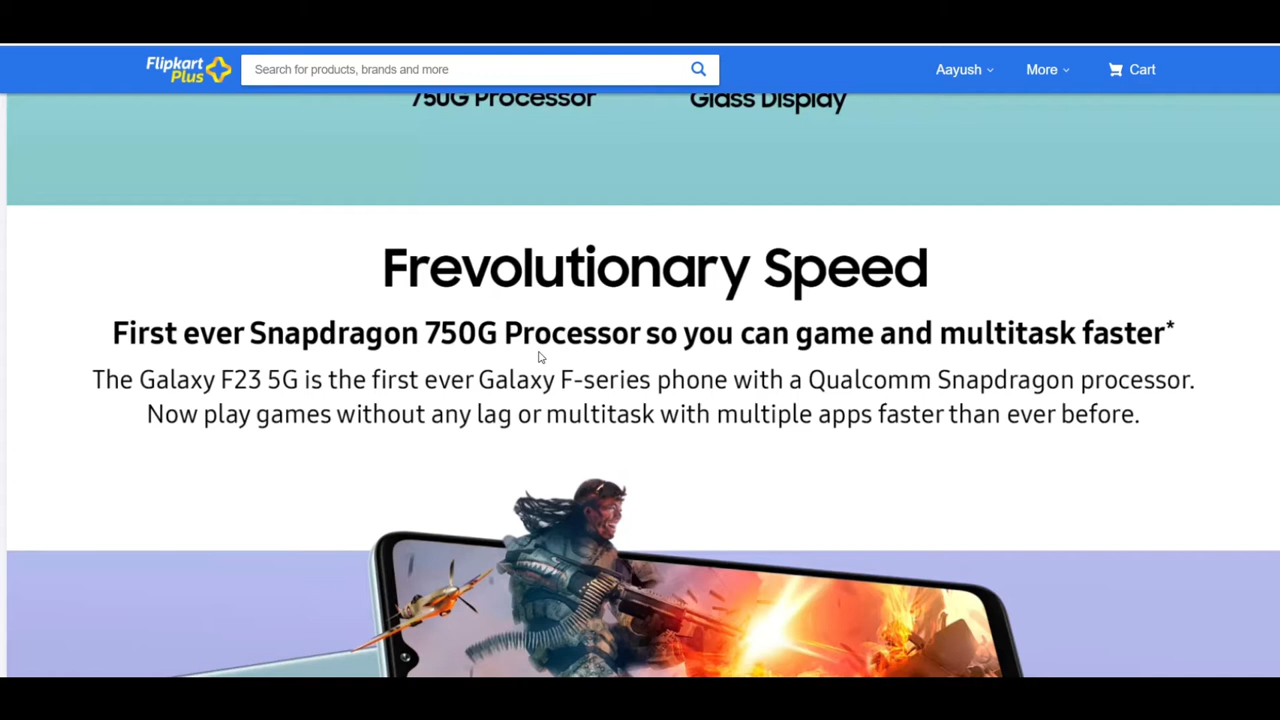 Flipkart
Plus
Search for products, brands and more
Aayush
More
Cart
750G Processor
Glass Display
Frevolutionary Speed
First ever Snapdragon 750G Processor so you can game and multitask faster*
The Galaxy F23 5G is the first ever Galaxy F-series phone with a Qualcomm Snapdragon processor.
Now play games without any lag or multitask with multiple apps faster than ever before.